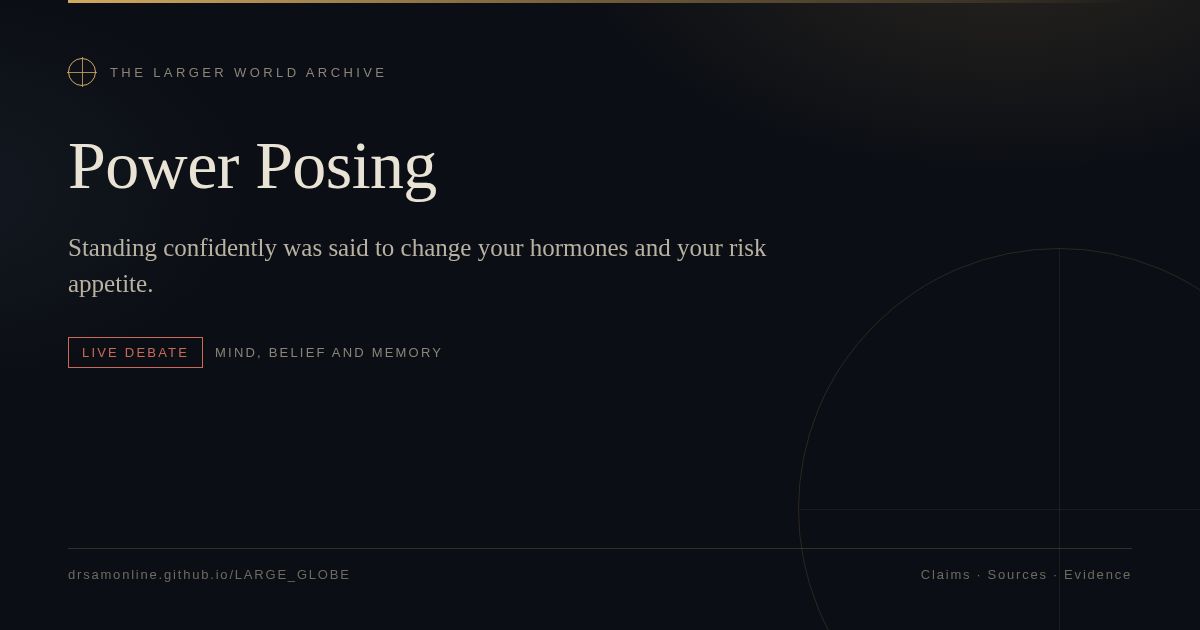 THE LARGER WORLD ARCHIVE
Power Posing
Standing confidently was said to change your hormones and your risk
appetite.
LIVE DEBATE
MIND, BELIEF AND MEMORY
drsamonline.github.io/LARGE_GLOBE
Claims · Sources · Evidence